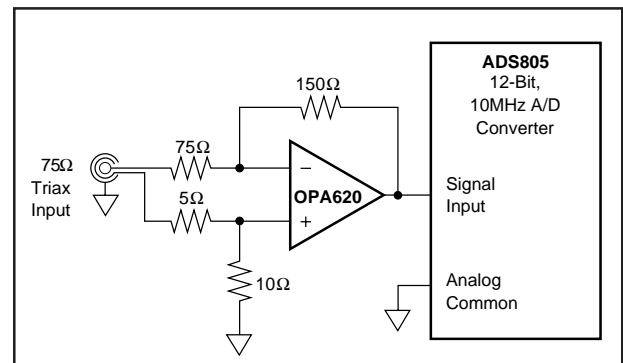 ADS805
12-Bit,
10MHz A/D
Converter
150Ω
75Ω
Triax
Input
75Ω
5Ω
10Ω
−
+
OPA620
Signal
Input
Analog
Common